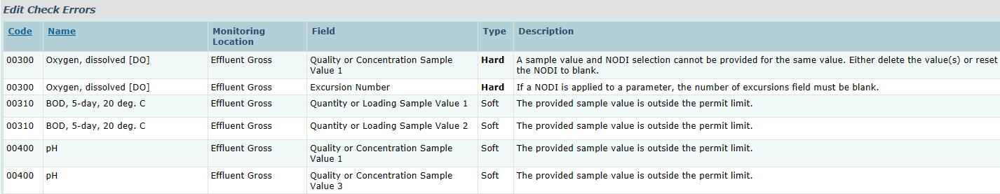 Edit Check Errors
Code Name Monitoring Location Field Type Description
00300 Oxygen, dissolved [DO] Effluent Gross Quality or Concentration Sample Value 1 Hard A sample value and NODI selection cannot be provided for the same value. Either delete the value(s) or reset the NODI to blank.
00300 Oxygen, dissolved [DO] Effluent Gross Excursion Number Hard If a NODI is applied to a parameter, the number of excursions field must be blank.
00310 BOD, 5-day, 20 deg. C Effluent Gross Quantity or Loading Sample Value 1 Soft The provided sample value is outside the permit limit.
00310 BOD, 5-day, 20 deg. C Effluent Gross Quantity or Loading Sample Value 2 Soft The provided sample value is outside the permit limit.
00400 pH Effluent Gross Quality or Concentration Sample Value 1 Soft The provided sample value is outside the permit limit.
00400 pH Effluent Gross Quality or Concentration Sample Value 3 Soft The provided sample value is outside the permit limit.